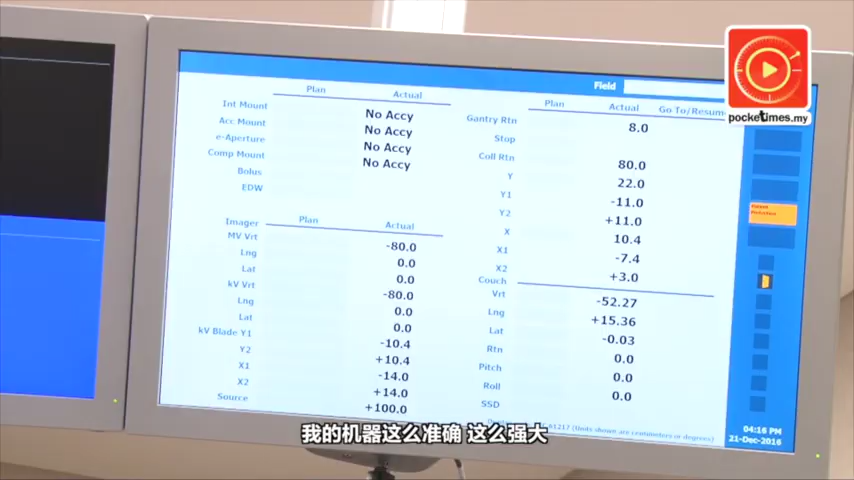 Field
Plan Actual
Int Mount No Accy
Acc Mount No Accy
e-Aperture No Accy
Comp Mount No Accy
Bolus
EDW
Plan Actual Go To/Resum
Gantry Rtn 8.0
Stop
Coll Rtn 80.0
Y 22.0
Y1 -11.0
Y2 +11.0
X 10.4
X1 -7.4
X2 +3.0
Imager Plan Actual
MV Vrt -80.0
Lng 0.0
Lat 0.0
kV Vrt -80.0
Lng 0.0
Lat 0.0
kV Blade Y1 -10.4
Y2 +10.4
X1 -14.0
X2 +14.0
Source +100.0
Couch
Vrt -52.27
Lng +15.36
Lat -0.03
Rtn 0.0
Pitch 0.0
Roll 0.0
SSD
61217 (Units shown are centimeters or degrees)
04:16 PM
21-Dec-2016
pocketimes.my
我的机器这么准确 这么强大